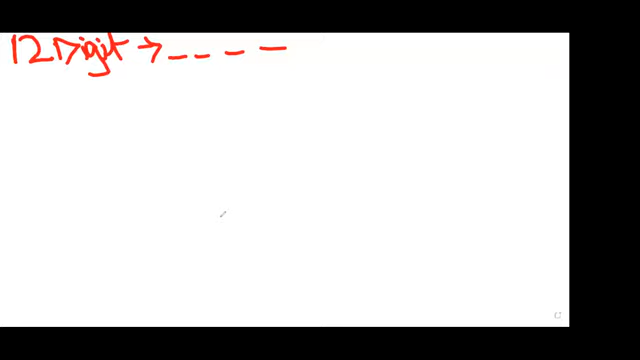 12 Digit → _ _ _ _